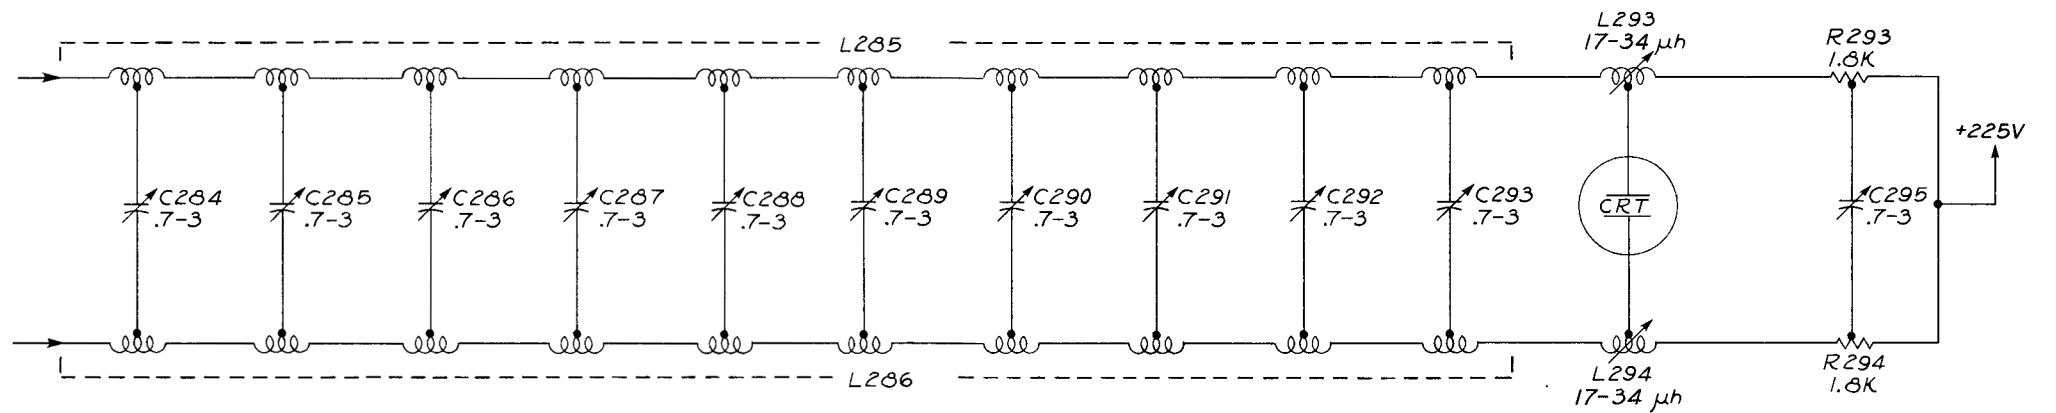 L285
L293
17-34 μh
R293
1.8K
+225V
C284
.7-3
C285
.7-3
C286
.7-3
C287
.7-3
C288
.7-3
C289
.7-3
C290
.7-3
C291
.7-3
C292
.7-3
C293
.7-3
CRT
C295
.7-3
L286
L294
17-34 μh
R294
1.8K